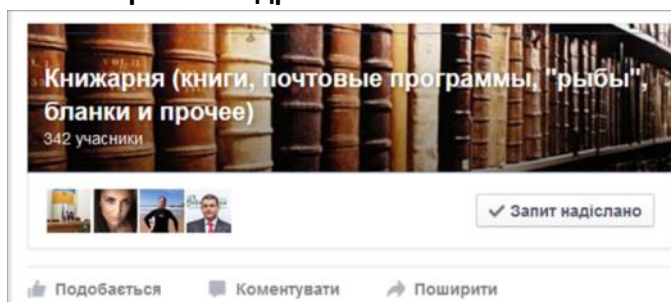 Книжарня (книги, почтовые программы, "рыбы",
бланки и прочее)
342 учасники
Запит надіслано
Подобається Коментувати Поширити